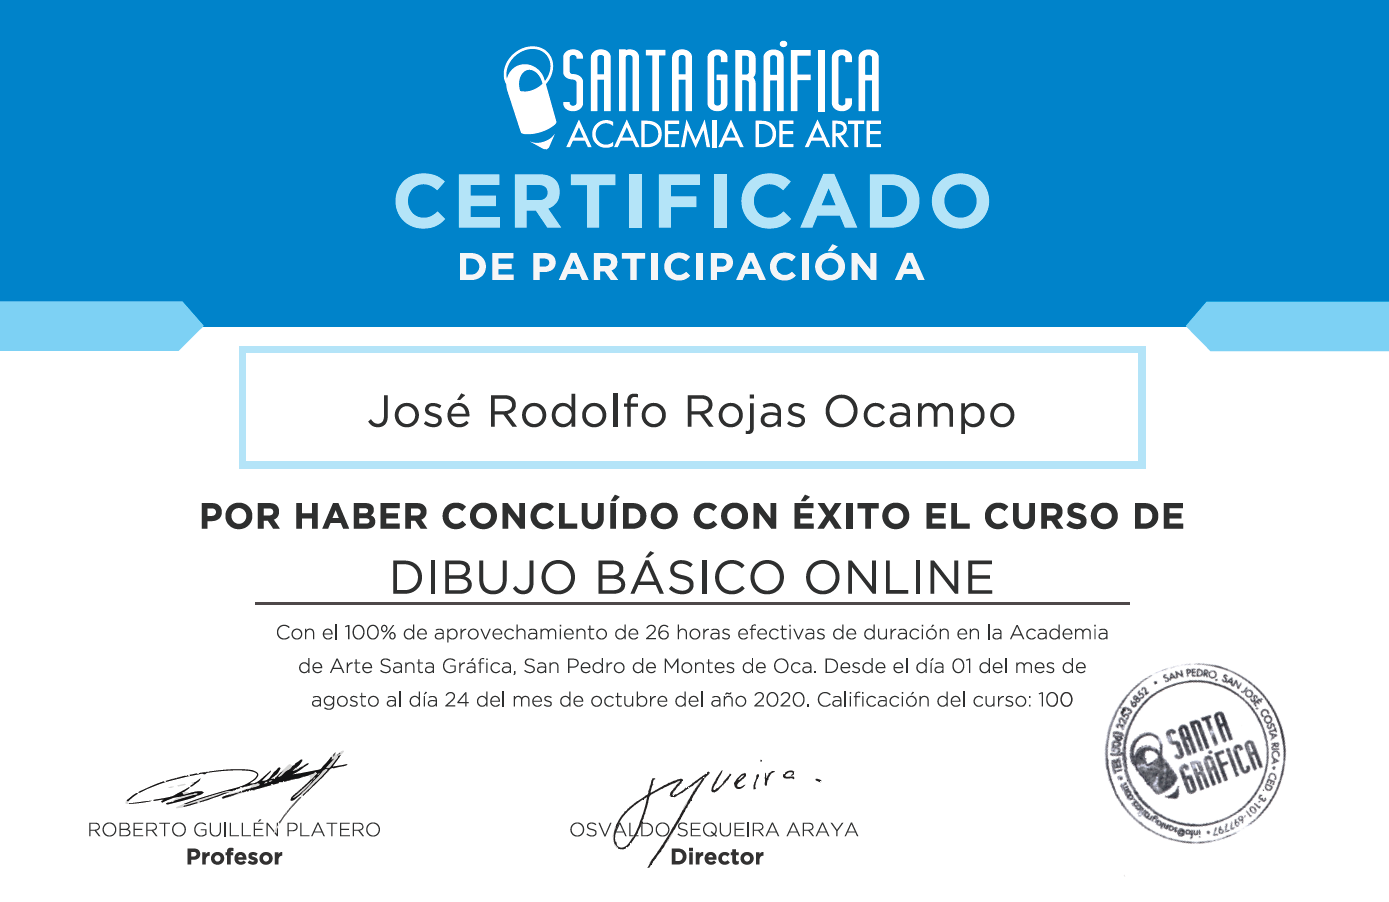 SANTA GRÁFICA
ACADEMIA DE ARTE
CERTIFICADO
DE PARTICIPACIÓN A
José Rodolfo Rojas Ocampo
POR HABER CONCLUÍDO CON ÉXITO EL CURSO DE
DIBUJO BÁSICO ONLINE
Con el 100% de aprovechamiento de 26 horas efectivas de duración en la Academia
de Arte Santa Gráfica, San Pedro de Montes de Oca. Desde el día 01 del mes de
agosto al día 24 del mes de octubre del año 2020. Calificación del curso: 100
ROBERTO GUILLÉN PLATERO
Profesor
OSVALDO SEQUEIRA ARAYA
Director
SANTA
GRÁFICA
SAN PEDRO, SAN JOSÉ, COSTA RICA • CED. 3-101-697797 • info@santagrafica.com • TEL (506) 2253 6852 •